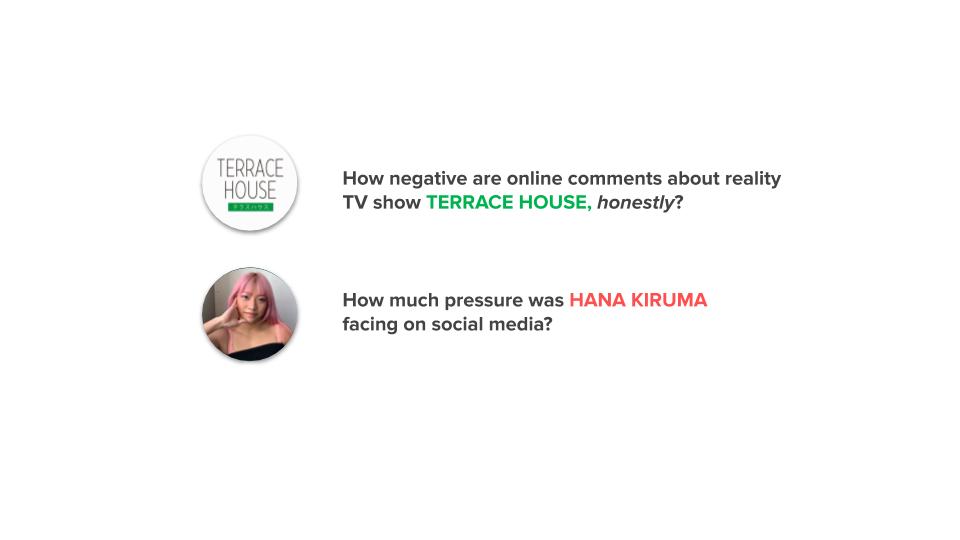 TERRACE
HOUSE
テラスハウス
How negative are online comments about reality
TV show TERRACE HOUSE, honestly?
How much pressure was HANA KIRUMA
facing on social media?